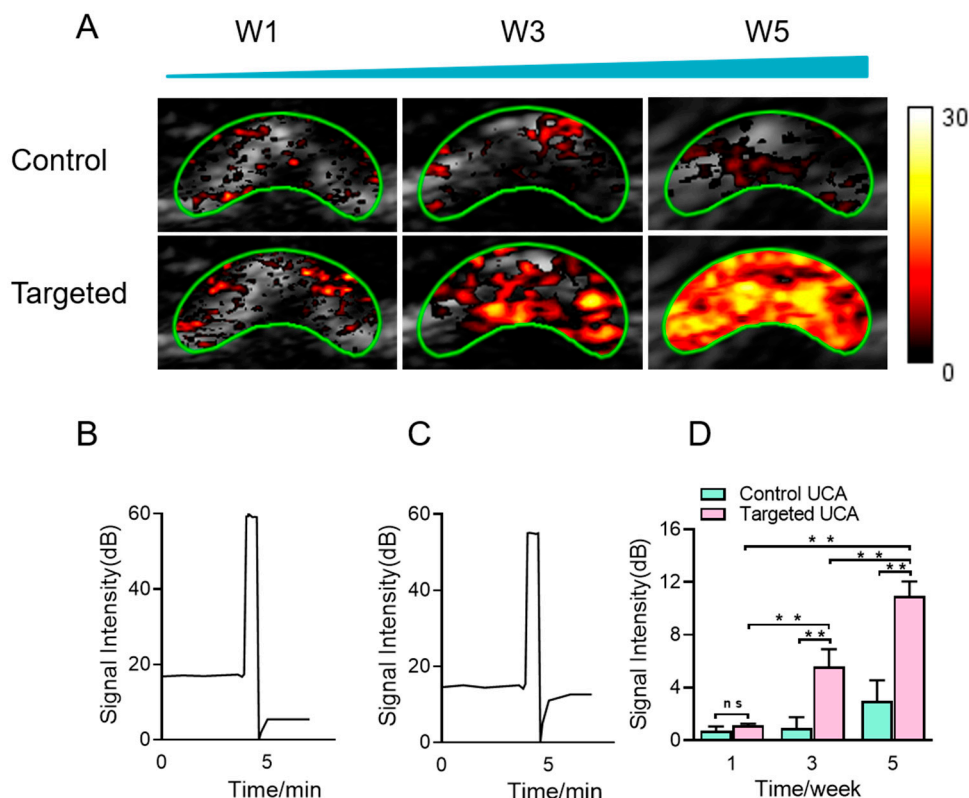 A
W1 W3 W5
Control
Targeted
30
0
B
Signal Intensity(dB)
60
40
20
0
0 5
Time/min
C
Signal Intensity(dB)
60
40
20
0
0 5
Time/min
D
Control UCA
Targeted UCA
Signal Intensity(dB)
16
12
8
4
0
* *
* *
**
* *
**
ns
1 3 5
Time/week